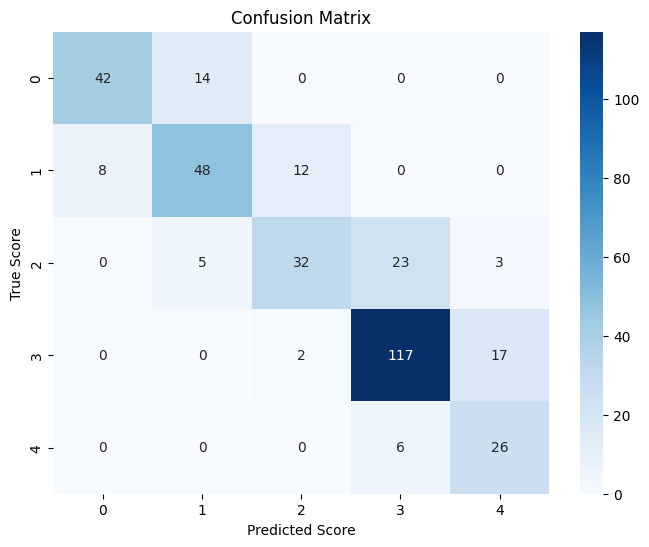 Confusion Matrix
True Score
0 42 14 0 0 0
1 8 48 12 0 0
2 0 5 32 23 3
3 0 0 2 117 17
4 0 0 0 6 26
0 1 2 3 4
Predicted Score
100
80
60
40
20
0